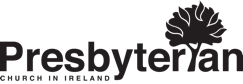 Presbyterian
CHURCH IN IRELAND